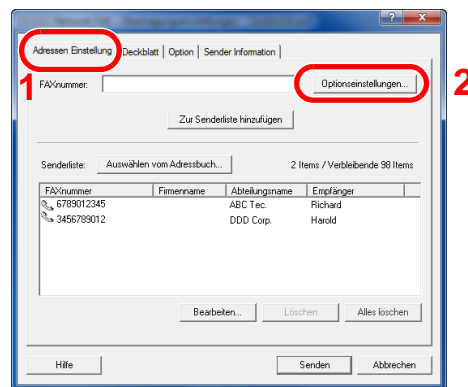 Adressen Einstellung Deckblatt Option Sender Information
1
FAXnummer: Optionseinstellungen... 2
Zur Senderliste hinzufügen
Senderliste: Auswählen vom Adressbuch... 2 Items / Verbleibende 98 Items
FAXnummer Firmenname Abteilungsname Empfänger
6789012345 ABC Tec. Richard
3456789012 DDD Corp. Harold
Bearbeiten... Löschen Alles löschen
Hilfe Senden Abbrechen